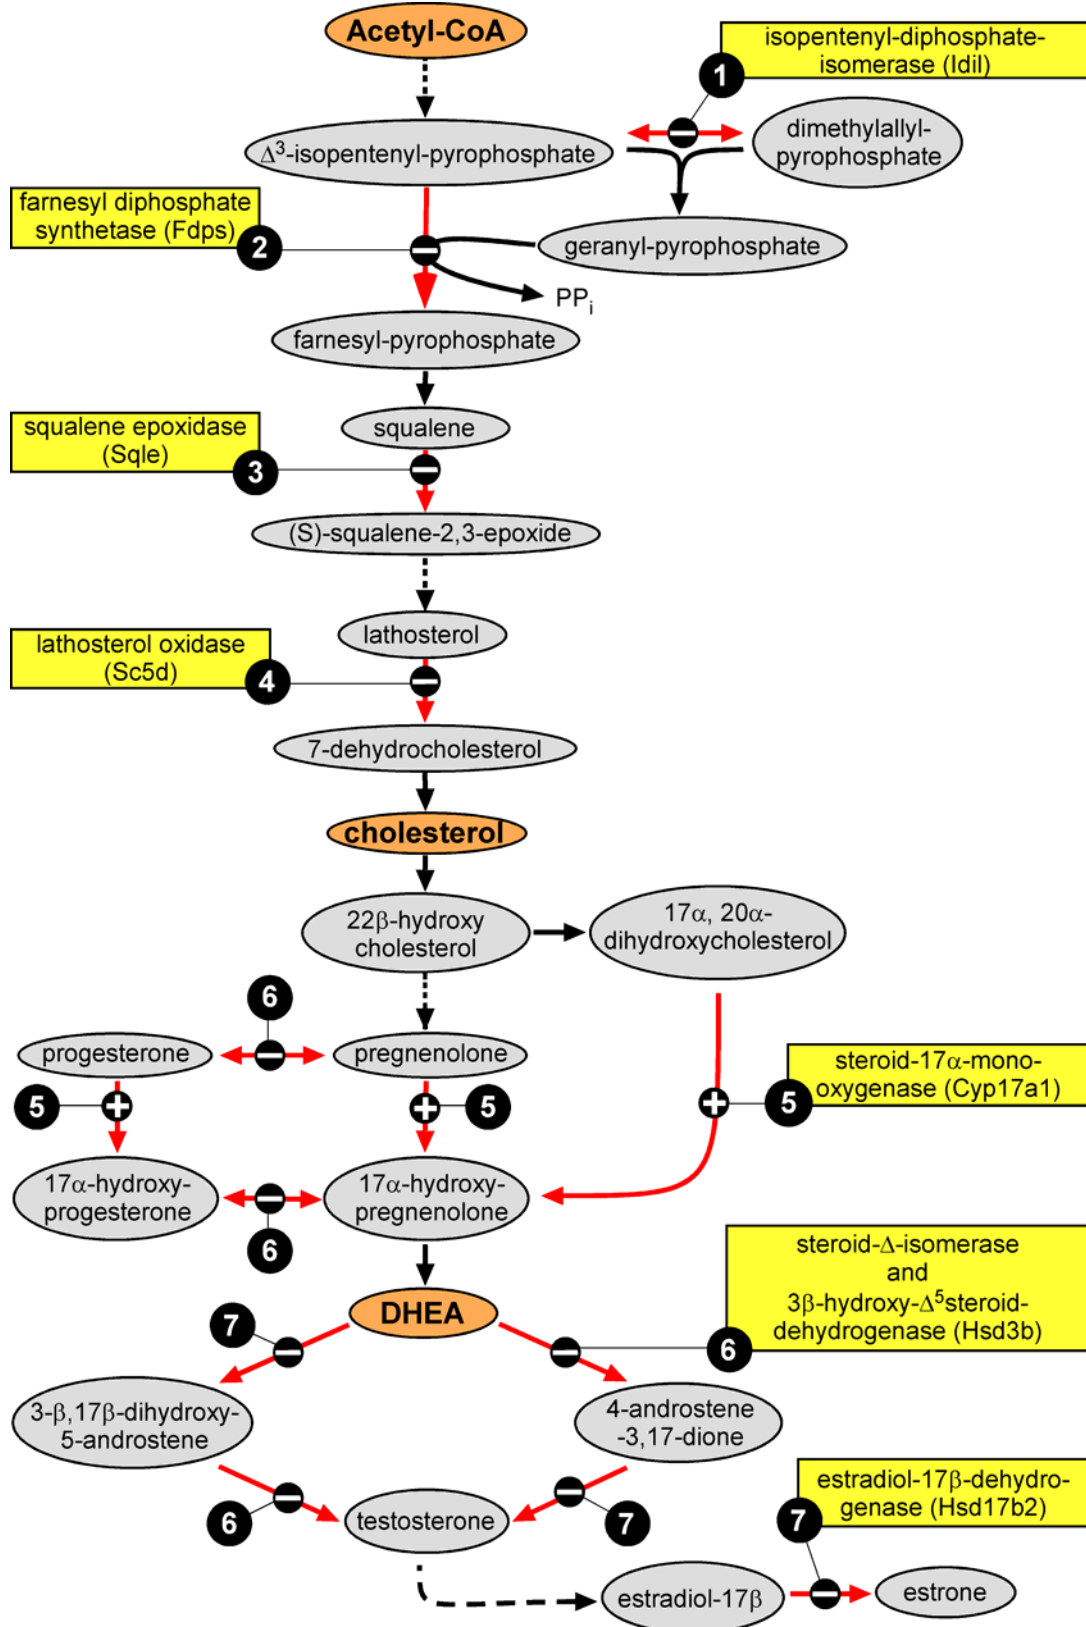 Acetyl-CoA
isopentenyl-diphosphate-
isomerase (Idil)
1
Δ³-isopentenyl-pyrophosphate
dimethylallyl-
pyrophosphate
farnesyl diphosphate
synthetase (Fdps)
2
geranyl-pyrophosphate
PPᵢ
farnesyl-pyrophosphate
squalene
squalene epoxidase
(Sqle)
3
(S)-squalene-2,3-epoxide
lathosterol
lathosterol oxidase
(Sc5d)
4
7-dehydrocholesterol
cholesterol
22β-hydroxy
cholesterol
17α, 20α-
dihydroxycholesterol
6
progesterone
pregnenolone
steroid-17α-mono-
oxygenase (Cyp17a1)
5
+
+
5
+
5
17α-hydroxy-
progesterone
17α-hydroxy-
pregnenolone
6
steroid-Δ-isomerase
and
3β-hydroxy-Δ⁵steroid-
dehydrogenase (Hsd3b)
6
DHEA
7
3-β,17β-dihydroxy-
5-androstene
4-androstene
-3,17-dione
estradiol-17β-dehydro-
genase (Hsd17b2)
7
6
testosterone
7
estradiol-17β
estrone